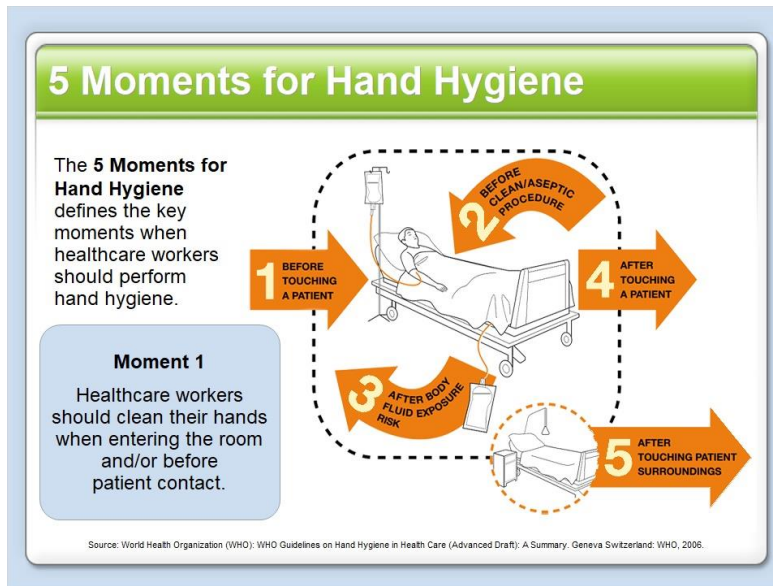 5 Moments for Hand Hygiene
The 5 Moments for
Hand Hygiene
defines the key
moments when
healthcare workers
should perform
hand hygiene.
Moment 1
Healthcare workers
should clean their hands
when entering the room
and/or before
patient contact.
1 BEFORE
TOUCHING
A PATIENT
2 BEFORE
CLEAN/ASEPTIC
PROCEDURE
3 AFTER BODY
FLUID EXPOSURE
RISK
4 AFTER
TOUCHING
A PATIENT
5 AFTER
TOUCHING PATIENT
SURROUNDINGS
Source: World Health Organization (WHO): WHO Guidelines on Hand Hygiene in Health Care (Advanced Draft): A Summary. Geneva Switzerland: WHO, 2006.